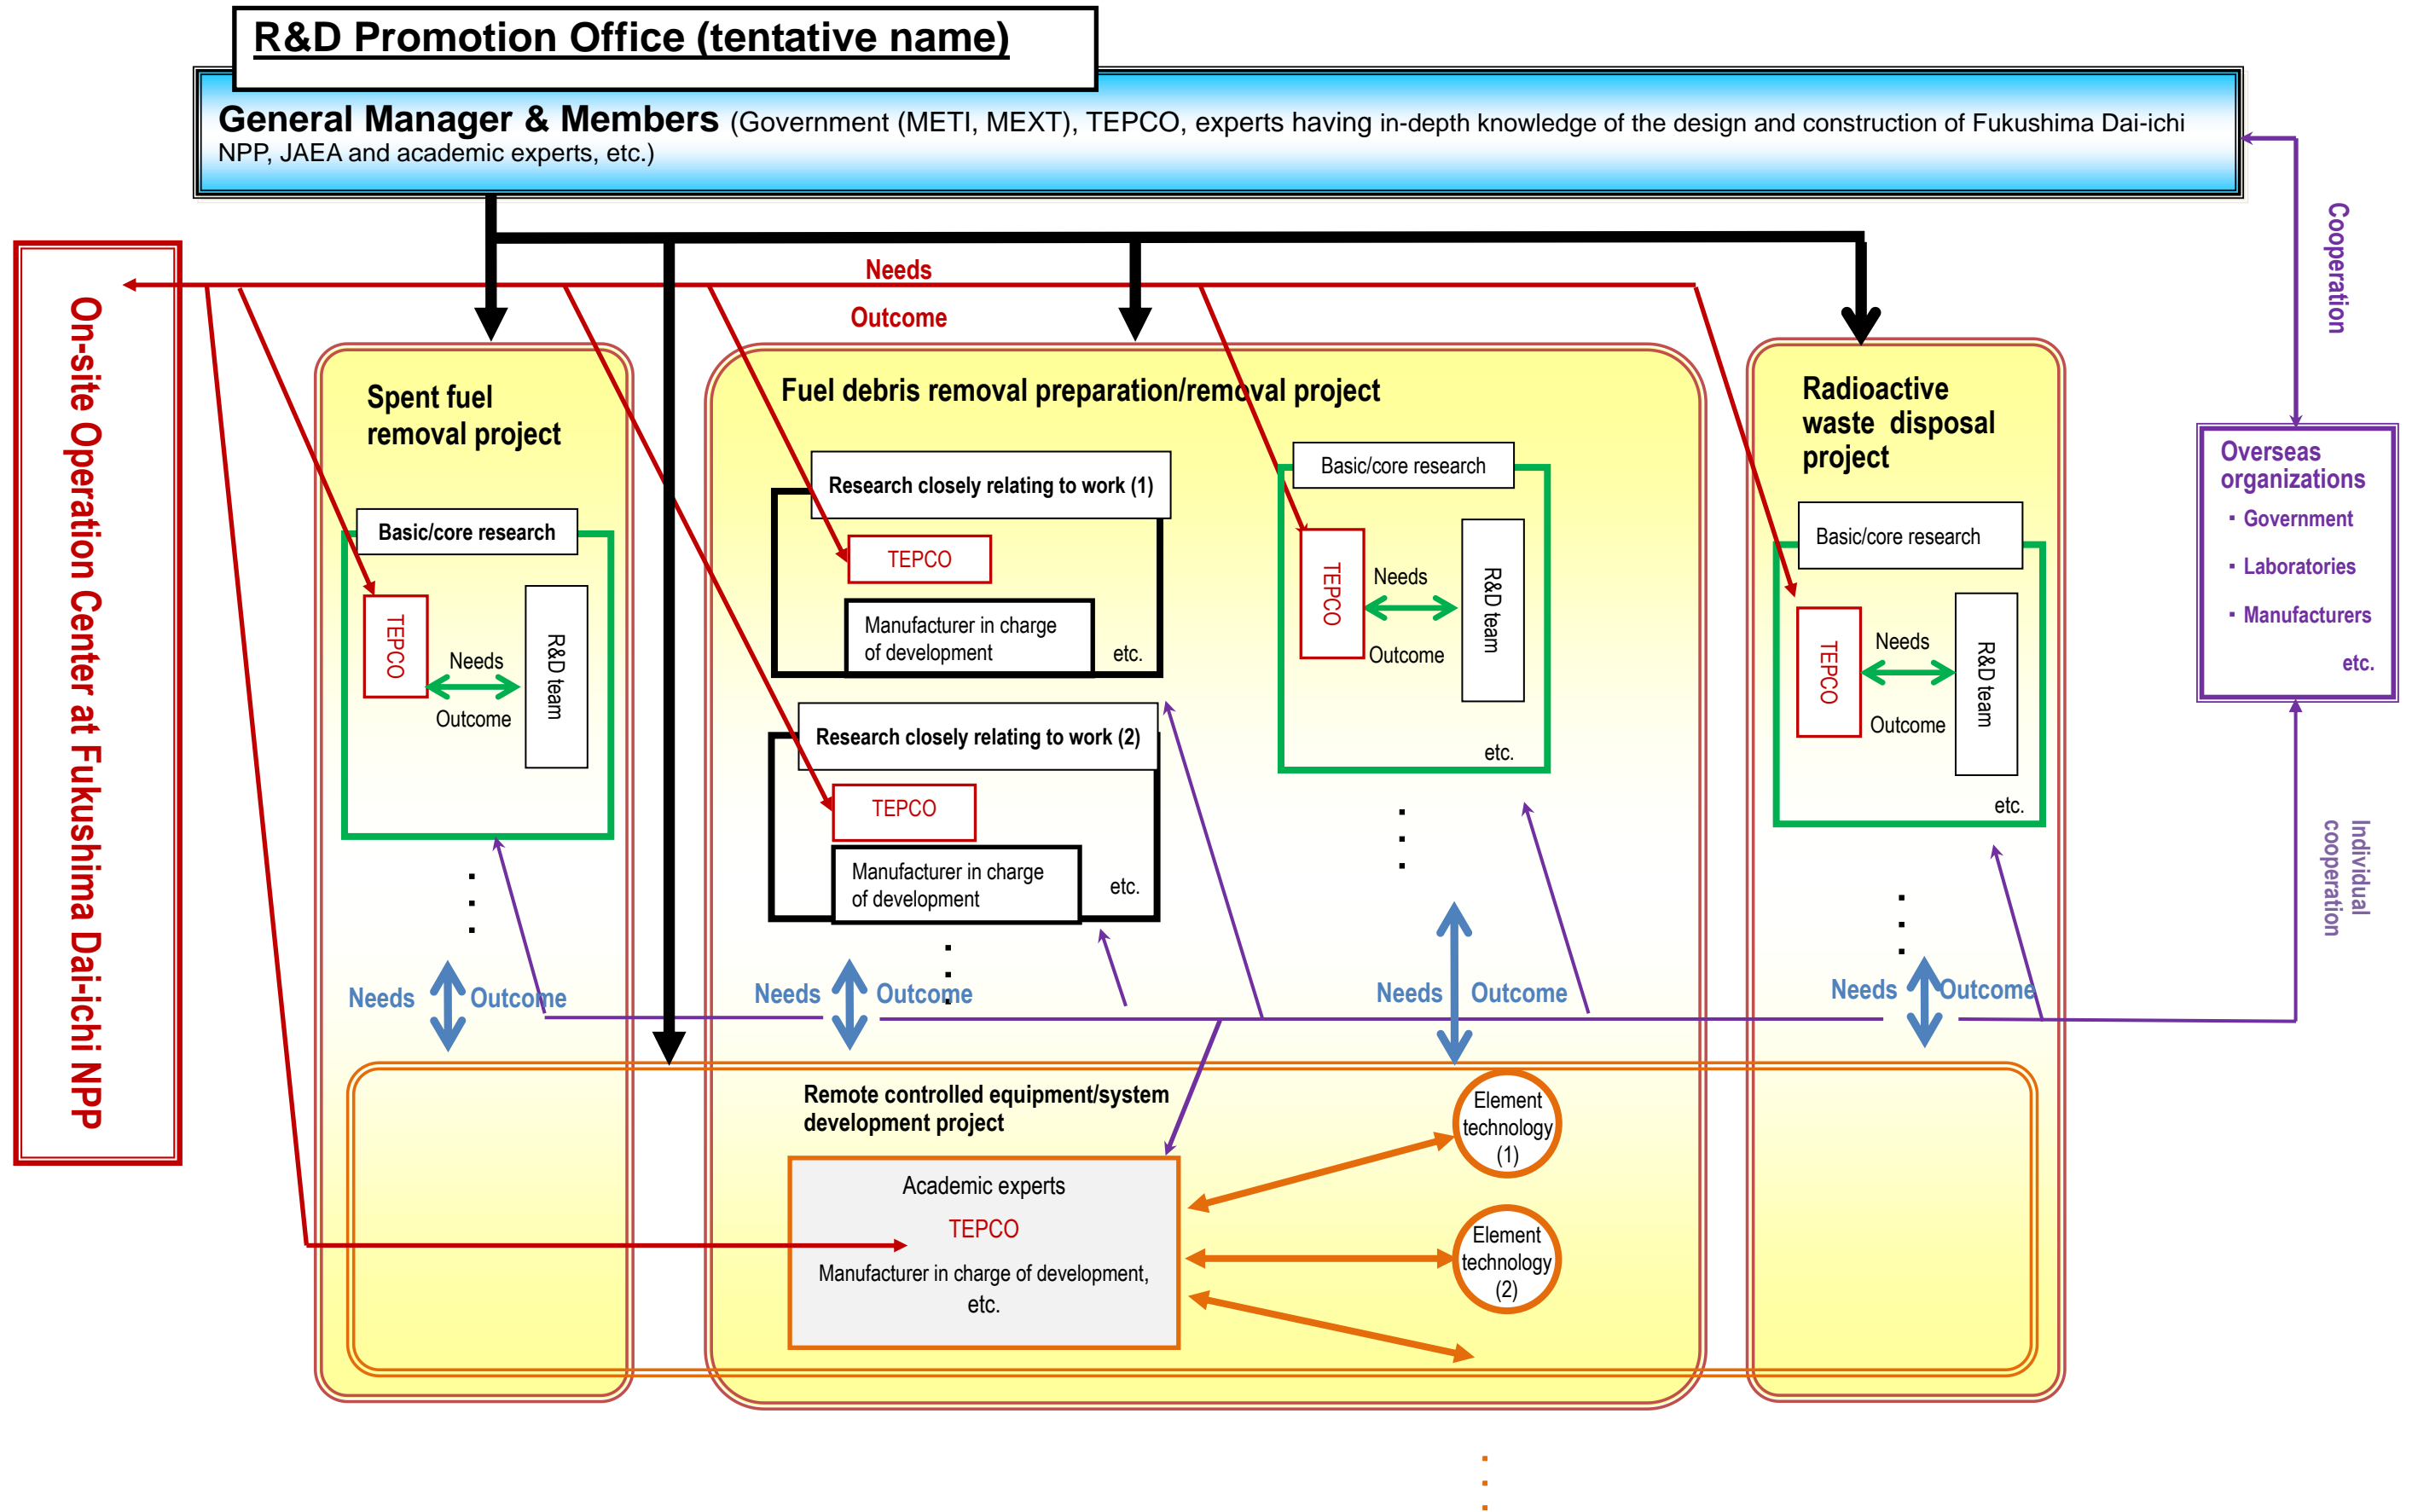 R&D Promotion Office (tentative name)
General Manager & Members (Government (METI, MEXT), TEPCO, experts having in-depth knowledge of the design and construction of Fukushima Dai-ichi
NPP, JAEA and academic experts, etc.)
On-site Operation Center at Fukushima Dai-ichi NPP
Needs
Outcome
Cooperation
Spent fuel
removal project
Basic/core research
TEPCO
Needs
Outcome
R&D team
Needs
Outcome
Fuel debris removal preparation/removal project
Research closely relating to work (1)
TEPCO
Manufacturer in charge
of development
etc.
Research closely relating to work (2)
TEPCO
Manufacturer in charge
of development
etc.
Needs
Outcome
Basic/core research
TEPCO
Needs
Outcome
R&D team
etc.
Needs
Outcome
Radioactive
waste disposal
project
Basic/core research
TEPCO
Needs
Outcome
R&D team
etc.
Needs
Outcome
Overseas
organizations
・Government
・Laboratories
・Manufacturers
etc.
Individual
cooperation
Remote controlled equipment/system
development project
Academic experts
TEPCO
Manufacturer in charge of development,
etc.
Element
technology
(1)
Element
technology
(2)